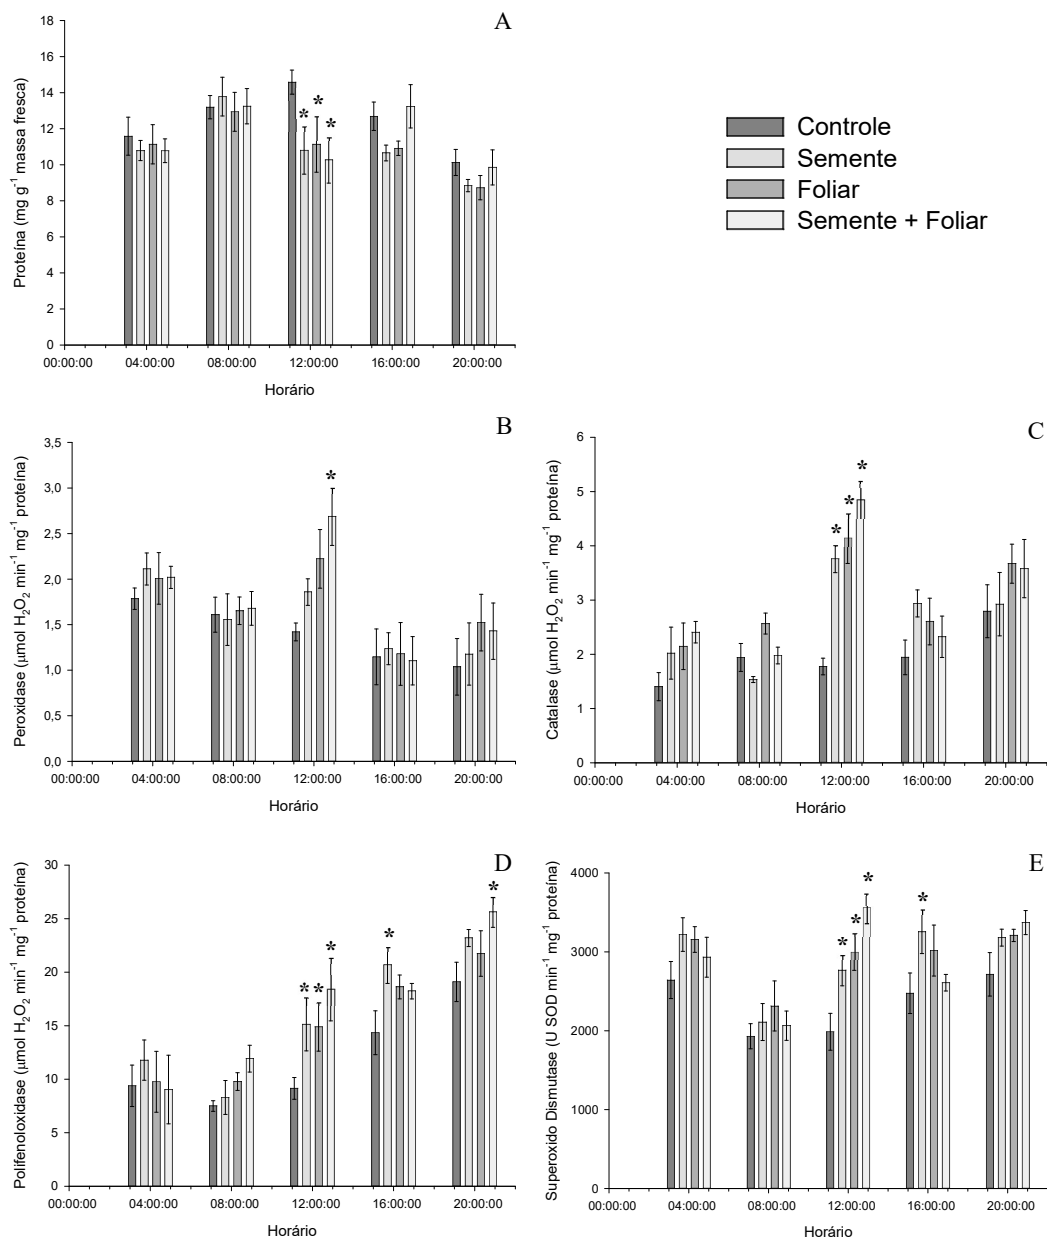 A
Proteína (mg g⁻¹ massa fresca)
18
16
14
12
10
8
6
4
2
0
* * *
00:00:00 04:00:00 08:00:00 12:00:00 16:00:00 20:00:00
Horário
Controle
Semente
Foliar
Semente + Foliar
B
Peroxidase (µmol H₂O₂ min⁻¹ mg⁻¹ proteína)
3,5
3,0
2,5
2,0
1,5
1,0
0,5
0,0
*
00:00:00 04:00:00 08:00:00 12:00:00 16:00:00 20:00:00
Horário
C
Catalase (µmol H₂O₂ min⁻¹ mg⁻¹ proteína)
6
5
4
3
2
1
0
* * *
00:00:00 04:00:00 08:00:00 12:00:00 16:00:00 20:00:00
Horário
D
Polifenoloxidase (µmol H₂O₂ min⁻¹ mg⁻¹ proteína)
30
25
20
15
10
5
0
* * * * *
00:00:00 04:00:00 08:00:00 12:00:00 16:00:00 20:00:00
Horário
E
Superoxido Dismutase (U SOD min⁻¹ mg⁻¹ proteína)
4000
3000
2000
1000
0
* * * *
00:00:00 04:00:00 08:00:00 12:00:00 16:00:00 20:00:00
Horário